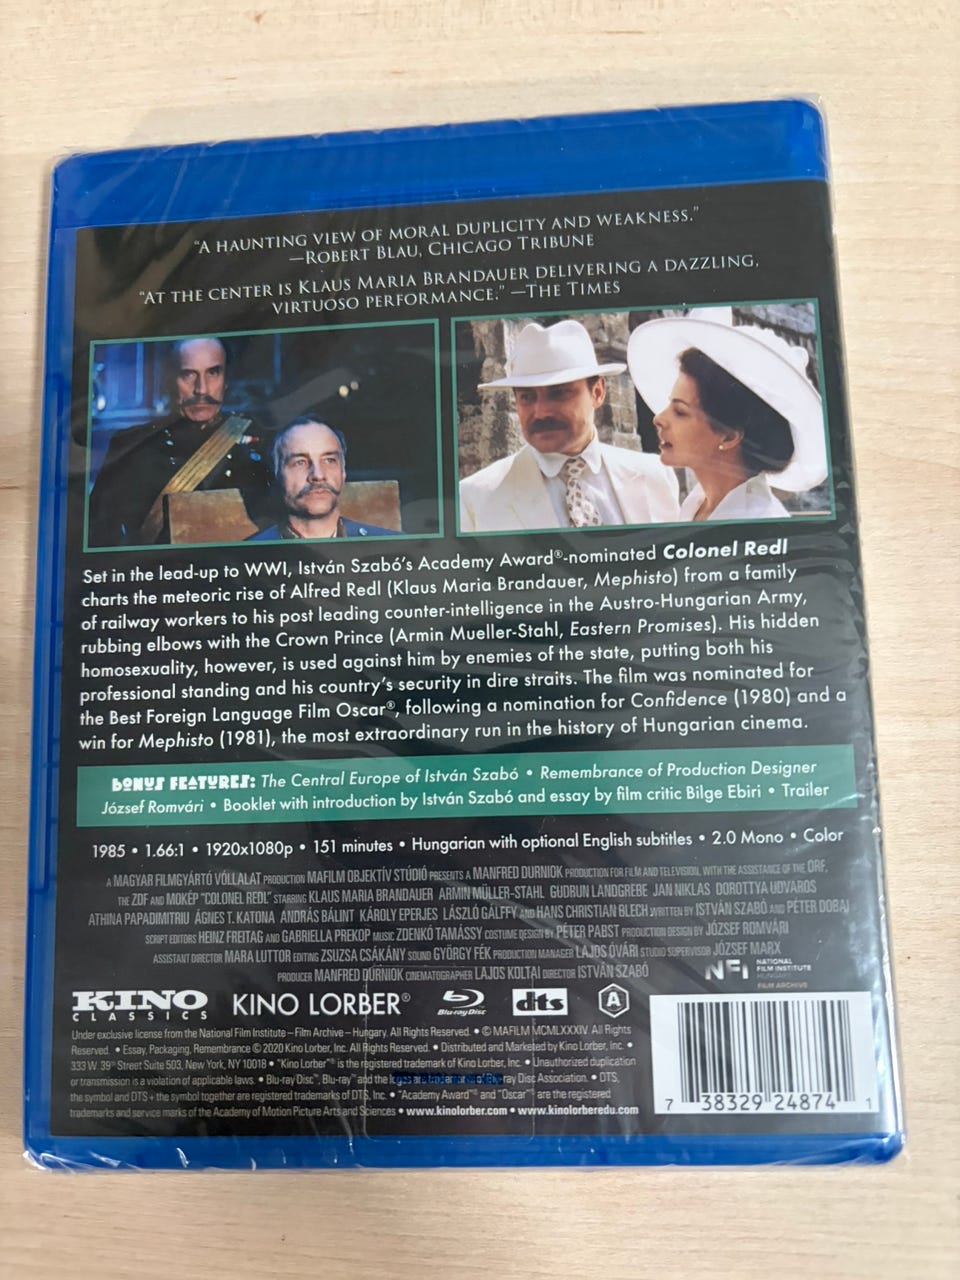 “A HAUNTING VIEW OF MORAL DUPLICITY AND WEAKNESS.”
—ROBERT BLAU, CHICAGO TRIBUNE
“AT THE CENTER IS KLAUS MARIA BRANDAUER DELIVERING A DAZZLING,
VIRTUOSO PERFORMANCE.” —THE TIMES
Set in the lead-up to WWI, István Szabó’s Academy Award®-nominated Colonel Redl
charts the meteoric rise of Alfred Redl (Klaus Maria Brandauer, Mephisto) from a family
of railway workers to his post leading counter-intelligence in the Austro-Hungarian Army,
rubbing elbows with the Crown Prince (Armin Mueller-Stahl, Eastern Promises). His hidden
homosexuality, however, is used against him by enemies of the state, putting both his
professional standing and his country’s security in dire straits. The film was nominated for
the Best Foreign Language Film Oscar®, following a nomination for Confidence (1980) and a
win for Mephisto (1981), the most extraordinary run in the history of Hungarian cinema.
BONUS FEATURES: The Central Europe of István Szabó • Remembrance of Production Designer
József Romvári • Booklet with introduction by István Szabó and essay by film critic Bilge Ebiri • Trailer
1985 • 1.66:1 • 1920x1080p • 151 minutes • Hungarian with optional English subtitles • 2.0 Mono • Color
A MAGYAR FILMGYÁRTÓ VÓLLALAT PRODUCTION MAFILM OBJEKTÍV STÚDIÓ PRESENTS A MANFRED DURNIOK PRODUCTION FOR FILM AND TELEVISION, WITH THE ASSISTANCE OF THE ORF,
THE ZDF AND MOKÉP “COLONEL REDL” STARRING KLAUS MARIA BRANDAUER ARMIN MÜLLER-STAHL GUDRUN LANDGREBE JAN NIKLAS DOROTTYA UDVAROS
ATHINA PAPADIMITRIU ÁGNES T. KATONA ANDRÁS BÁLINT KÁROLY EPERJES LÁSZLÓ GÁLFFY AND HANS CHRISTIAN BLECH WRITTEN BY ISTVÁN SZABÓ AND PÉTER DOBAI
SCRIPT EDITORS HEINZ FREITAG AND GABRIELLA PREKOP MUSIC ZDENKÓ TAMÁSSY COSTUME DESIGN BY PÉTER PABST PRODUCTION DESIGN BY JÓZSEF ROMVÁRI
ASSISTANT DIRECTOR MARA LUTTOR EDITING ZSUZSA CSÁKÁNY SOUND GYÖRGY FÉK PRODUCTION MANAGER LAJOS ÓVÁRI STUDIO SUPERVISOR JÓZSEF MARX
PRODUCER MANFRED DURNIOK CINEMATOGRAPHER LAJOS KOLTAI DIRECTOR ISTVÁN SZABÓ
NFI NATIONAL
FILM INSTITUTE
HUNGARY
FILM ARCHIVE
KINO
CLASSICS
KINO LORBER®
Blu-ray Disc
dts
A
Under exclusive license from the National Film Institute – Film Archive – Hungary. All Rights Reserved. • © MAFILM MCMLXXXIV. All Rights
Reserved. • Essay, Packaging, Remembrance © 2020 Kino Lorber, Inc. All Rights Reserved. • Distributed and Marketed by Kino Lorber, Inc. •
333 W. 39th Street Suite 503, New York, NY 10018 • “Kino Lorber”® is the registered trademark of Kino Lorber, Inc. • Unauthorized duplication
or transmission is a violation of applicable laws. • Blu-ray Disc™, Blu-ray™ and the logos are of Blu-ray Disc Association. • DTS,
the symbol and DTS + the symbol together are registered trademarks of DTS, Inc. • “Academy Award”® and “Oscar”® are the registered
trademarks and service marks of the Academy of Motion Picture Arts and Sciences • www.kinolorber.com • www.kinolorberedu.com
7 38329 24874 1